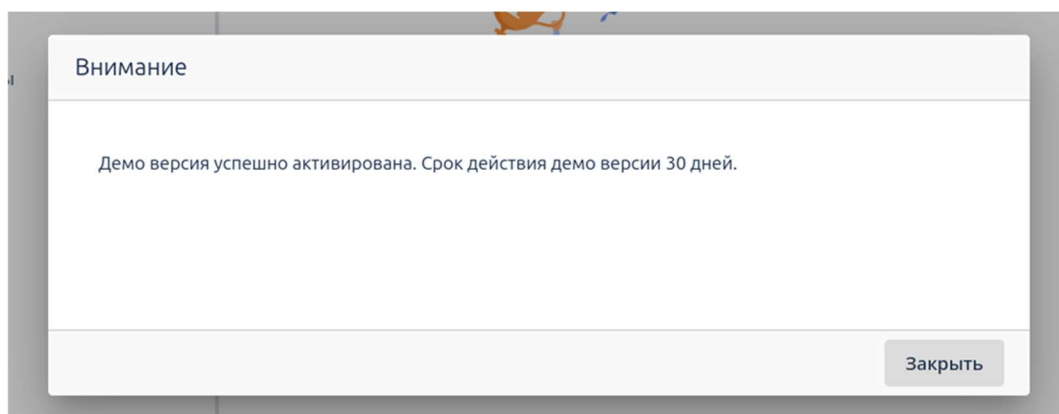 Внимание
Демо версия успешно активирована. Срок действия демо версии 30 дней.
Закрыть